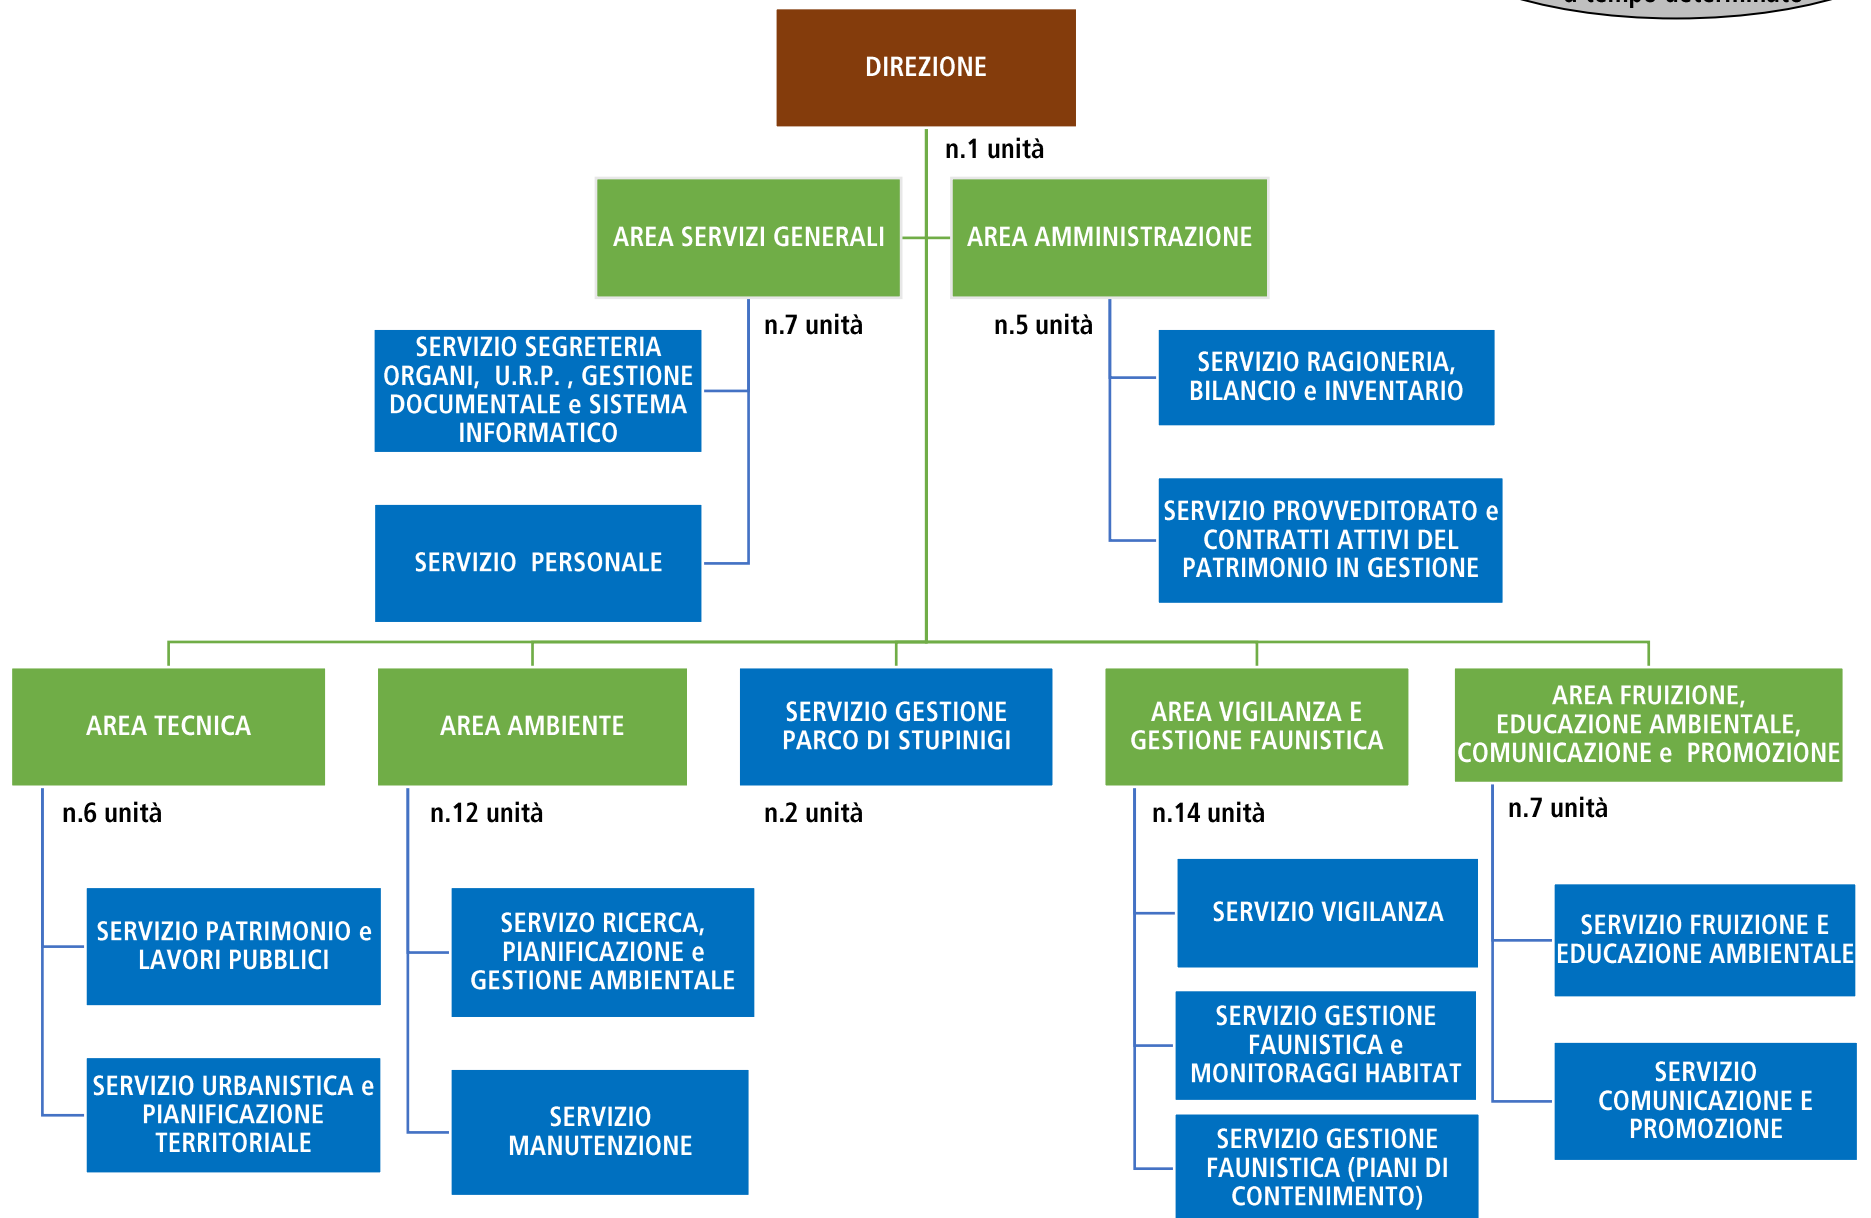 a tempo determinato
DIREZIONE
n.1 unità
AREA SERVIZI GENERALI
AREA AMMINISTRAZIONE
n.7 unità
n.5 unità
SERVIZIO SEGRETERIA
ORGANI, U.R.P. , GESTIONE
DOCUMENTALE e SISTEMA
INFORMATICO
SERVIZIO RAGIONERIA,
BILANCIO e INVENTARIO
SERVIZIO PERSONALE
SERVIZIO PROVVEDITORATO e
CONTRATTI ATTIVI DEL
PATRIMONIO IN GESTIONE
AREA TECNICA
AREA AMBIENTE
SERVIZIO GESTIONE
PARCO DI STUPINIGI
AREA VIGILANZA E
GESTIONE FAUNISTICA
AREA FRUIZIONE,
EDUCAZIONE AMBIENTALE,
COMUNICAZIONE e PROMOZIONE
n.6 unità
n.12 unità
n.2 unità
n.14 unità
n.7 unità
SERVIZIO PATRIMONIO e
LAVORI PUBBLICI
SERVIZIO URBANISTICA e
PIANIFICAZIONE
TERRITORIALE
SERVIZO RICERCA,
PIANIFICAZIONE e
GESTIONE AMBIENTALE
SERVIZIO
MANUTENZIONE
SERVIZIO VIGILANZA
SERVIZIO GESTIONE
FAUNISTICA e
MONITORAGGI HABITAT
SERVIZIO GESTIONE
FAUNISTICA (PIANI DI
CONTENIMENTO)
SERVIZIO FRUIZIONE E
EDUCAZIONE AMBIENTALE
SERVIZIO
COMUNICAZIONE E
PROMOZIONE